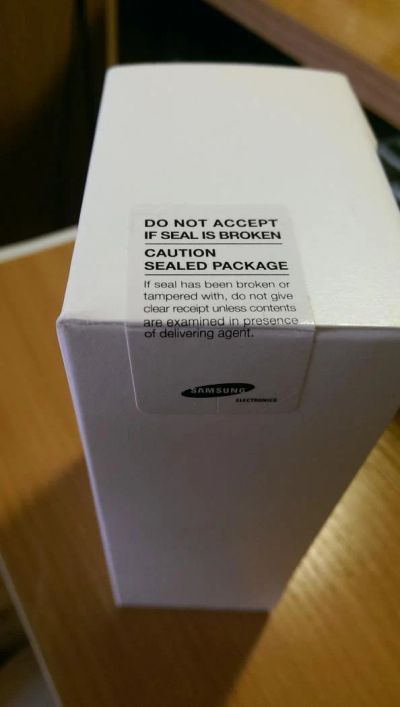 DO NOT ACCEPT
IF SEAL IS BROKEN
CAUTION
SEALED PACKAGE
If seal has been broken or
tampered with, do not give
clear receipt unless contents
are examined in presence
of delivering agent.
SAMSUNG
ELECTRONICS